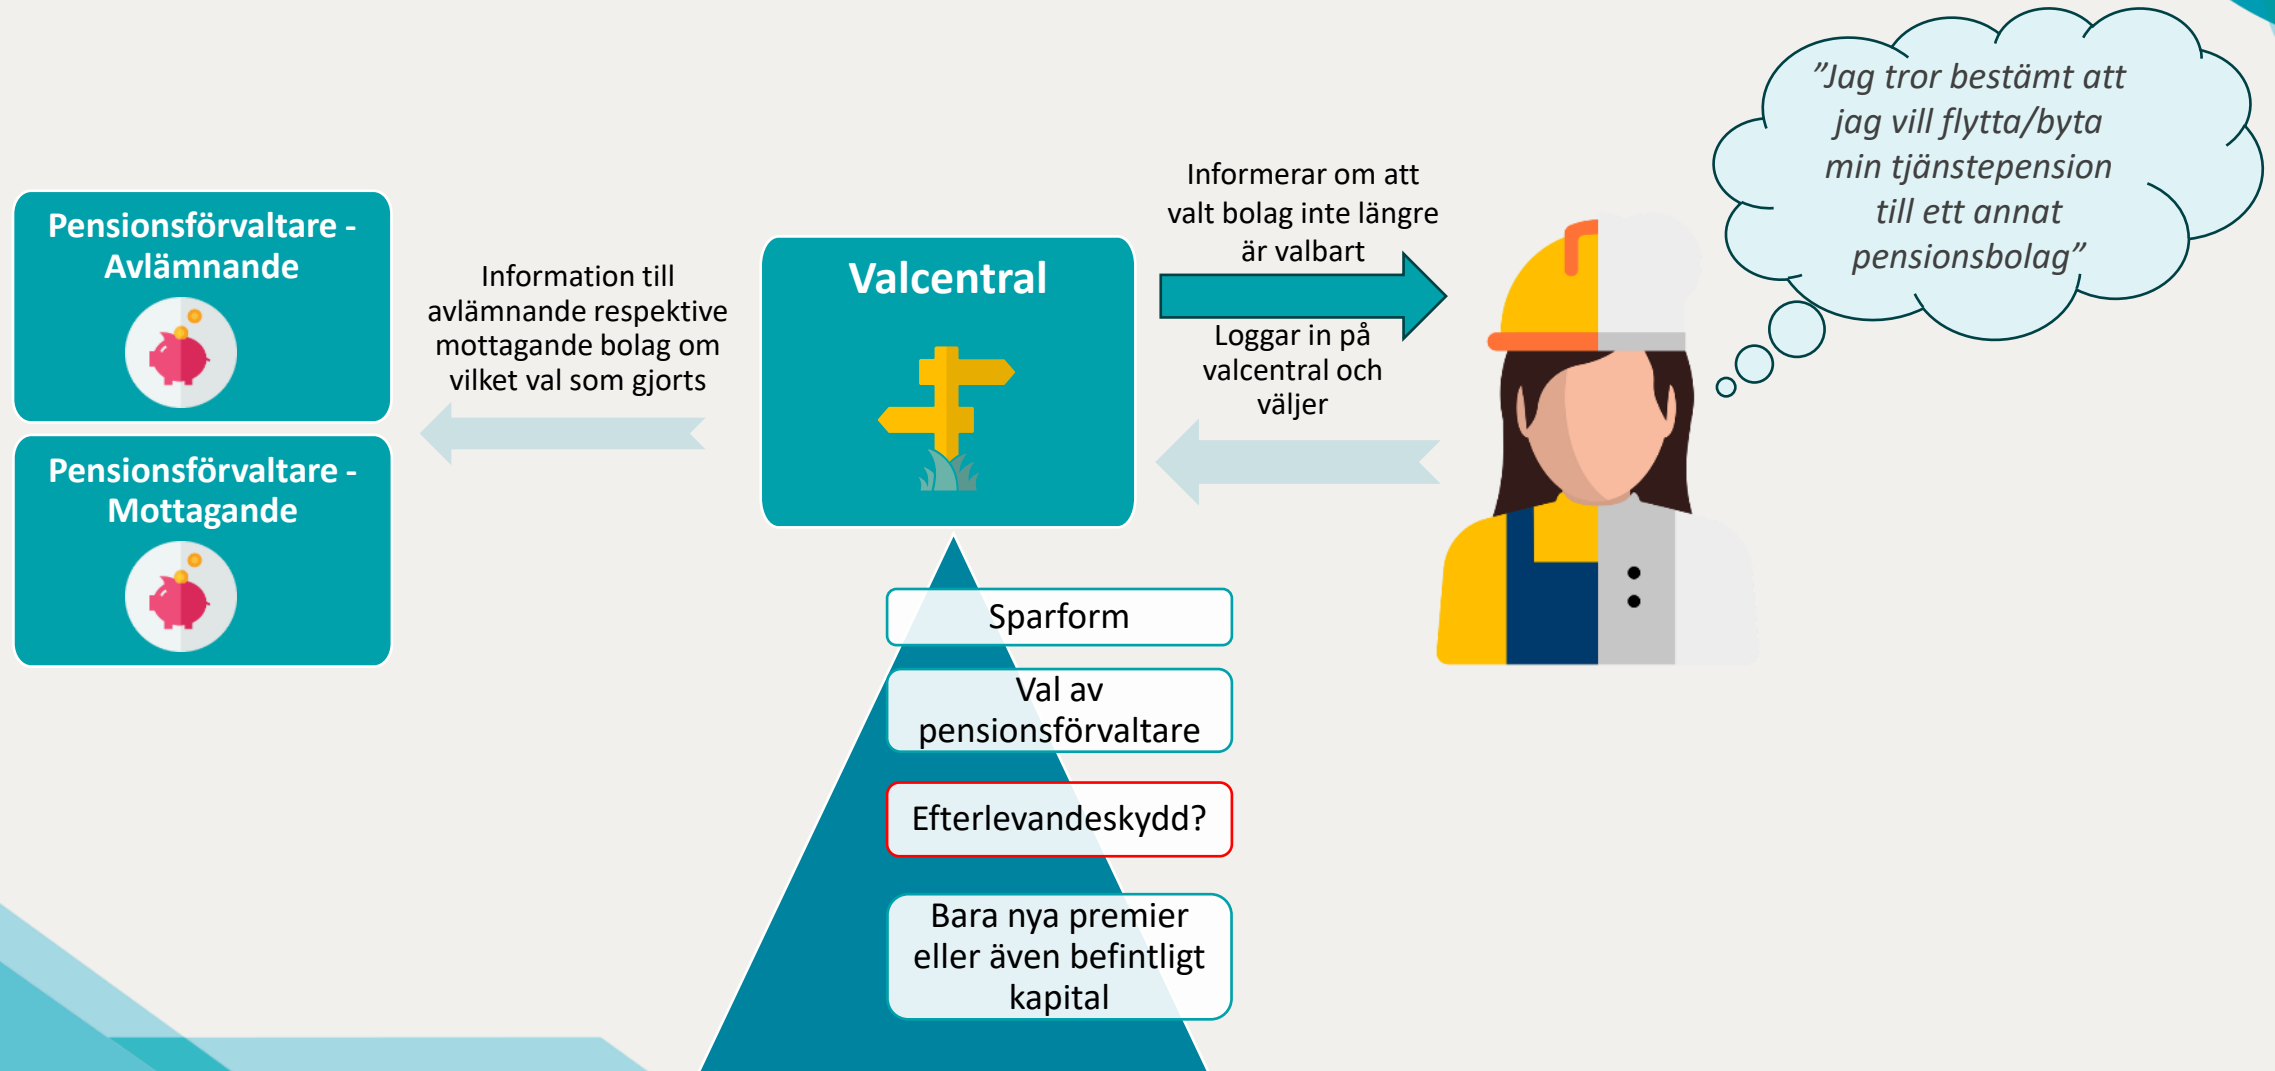 Pensionsförvaltare -
Avlämnande
Pensionsförvaltare -
Mottagande
Information till
avlämnande respektive
mottagande bolag om
vilket val som gjorts
Valcentral
Informerar om att
valt bolag inte längre
är valbart
Loggar in på
valcentral och
väljer
”Jag tror bestämt att
jag vill flytta/byta
min tjänstepension
till ett annat
pensionsbolag”
Sparform
Val av
pensionsförvaltare
Efterlevandeskydd?
Bara nya premier
eller även befintligt
kapital